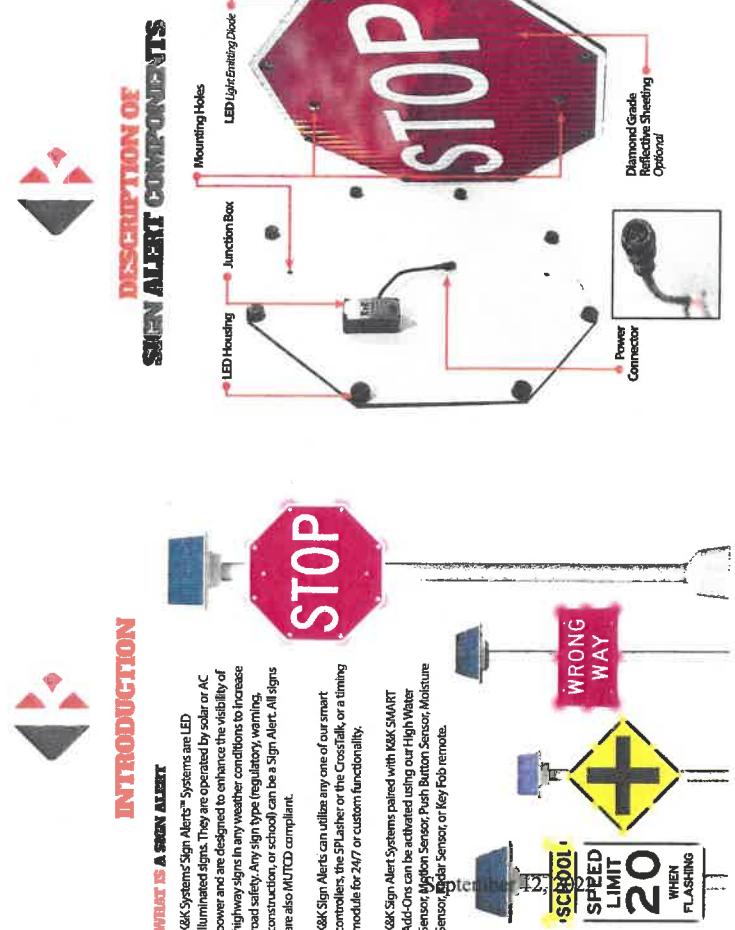 INTRODUCTION
WHAT IS A SIGN ALERT
K&K Systems' Sign Alerts™ Systems are LED
illuminated signs. They are operated by solar or AC
power and are designed to enhance the visibility of
highway signs in any weather conditions to increase
road safety. Any sign type (regulatory, warning,
construction, or school) can be a Sign Alert. All signs
are also MUTCD compliant.
K&K Sign Alerts can utilize any one of our smart
controllers, the SPLasher or the CrossTalk, or a timing
module for 24/7 or custom functionality.
K&K Sign Alert Systems paired with K&K SMART
Add-Ons can be activated using our High Water
Sensor, Motion Sensor, Push Button Sensor, Moisture
Sensor, Radar Sensor, or Key Fob remote.
STOP
WRONG
WAY
SCHOOL
SPEED
LIMIT
20
WHEN
FLASHING
September 12,
DESCRIPTION OF
SIGN ALERT COMPONENTS
LED Housing
Junction Box
Mounting Holes
LED Light Emitting Diode
STOP
Power
Connector
Diamond Grade
Reflective Sheeting
Optional